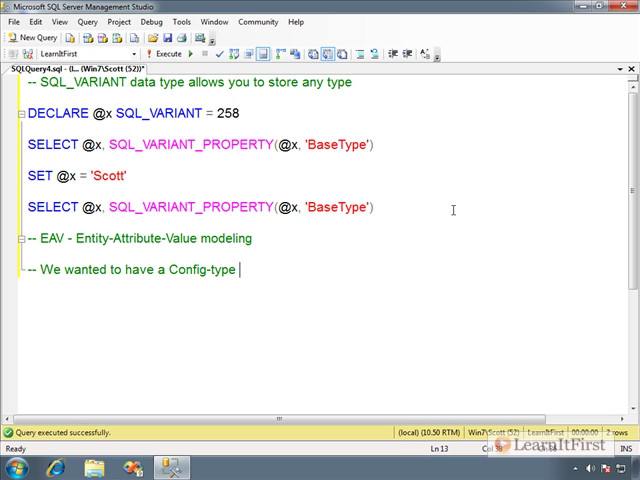 Microsoft SQL Server Management Studio
File Edit View Query Project Debug Tools Window Community Help
New Query
LearnItFirst Execute
SQLQuery4.sql - (l... (Win7\Scott (52))*
-- SQL_VARIANT data type allows you to store any type
DECLARE @x SQL_VARIANT = 258
SELECT @x, SQL_VARIANT_PROPERTY(@x, 'BaseType')
SET @x = 'Scott'
SELECT @x, SQL_VARIANT_PROPERTY(@x, 'BaseType')
-- EAV - Entity-Attribute-Value modeling
-- We wanted to have a Config-type
Query executed successfully. (local) (10.50 RTM) Win7\Scott (52) LearnItFirst 00:00:00 2 rows
Ready Ln 13 Col 38 INS
LearnItFirst